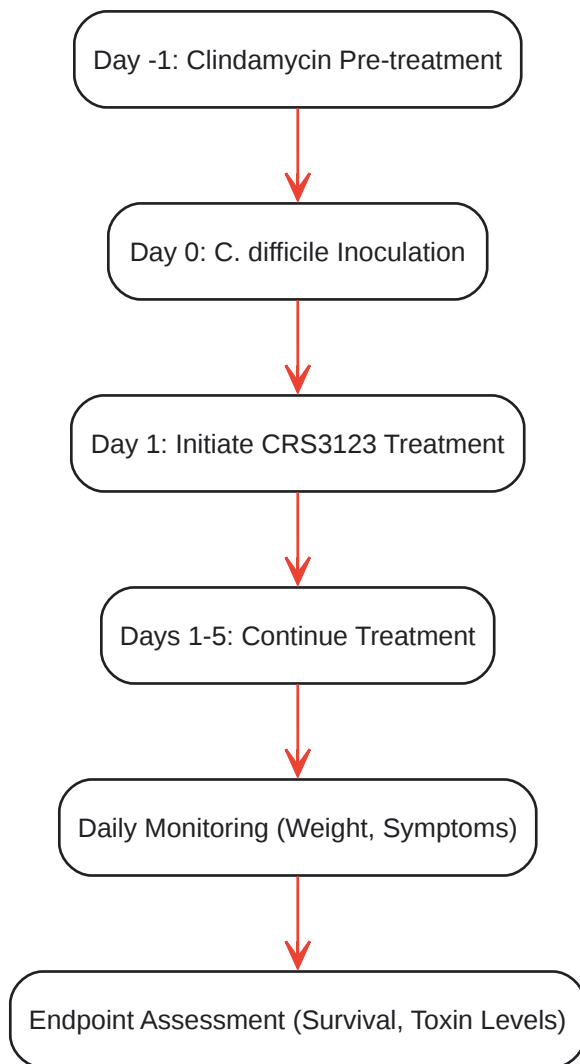 Day -1: Clindamycin Pre-treatment
Day 0: C. difficile Inoculation
Day 1: Initiate CRS3123 Treatment
Days 1-5: Continue Treatment
Daily Monitoring (Weight, Symptoms)
Endpoint Assessment (Survival, Toxin Levels)